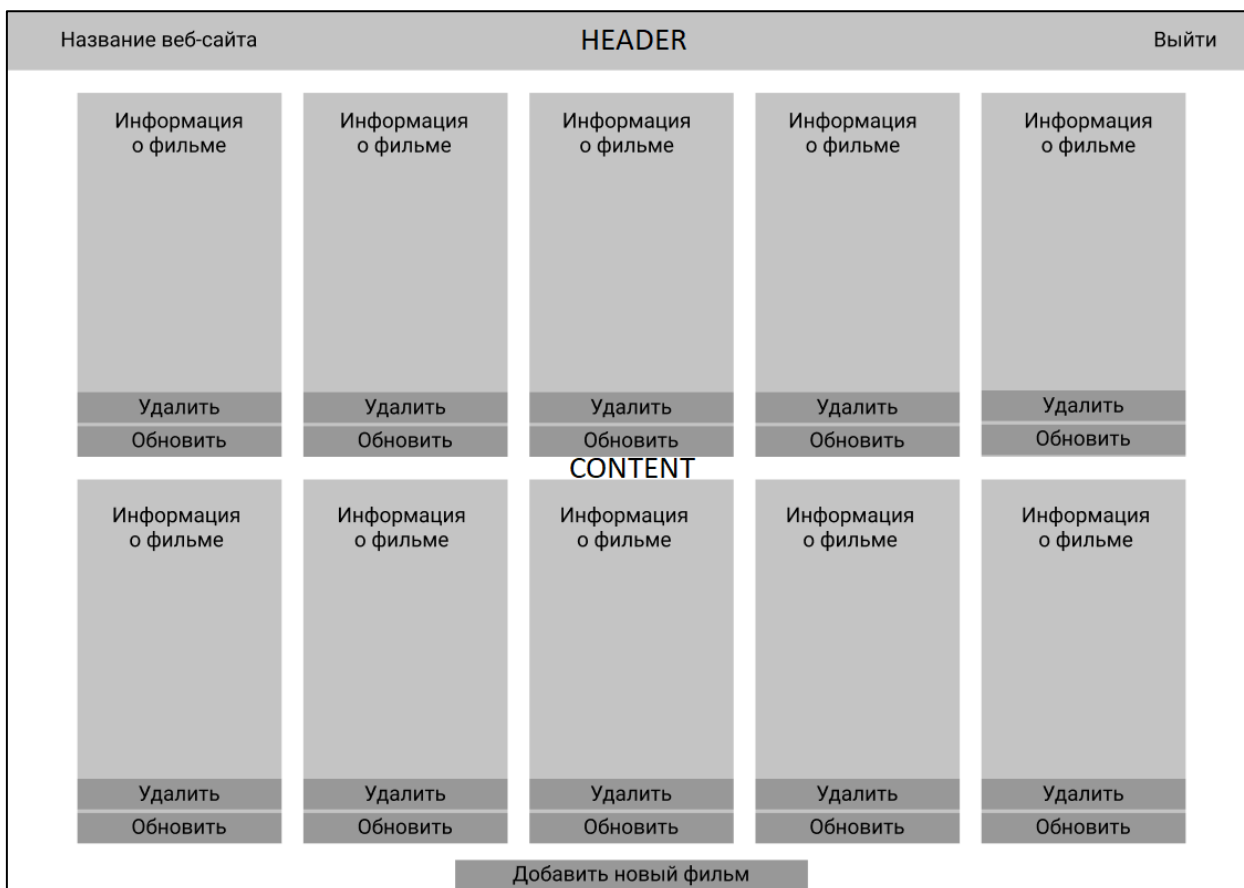 Название веб-сайта HEADER Выйти
Информация Информация Информация Информация Информация
о фильме о фильме о фильме о фильме о фильме
Удалить Удалить Удалить Удалить Удалить
Обновить Обновить Обновить Обновить Обновить
CONTENT
Информация Информация Информация Информация Информация
о фильме о фильме о фильме о фильме о фильме
Удалить Удалить Удалить Удалить Удалить
Обновить Обновить Обновить Обновить Обновить
Добавить новый фильм